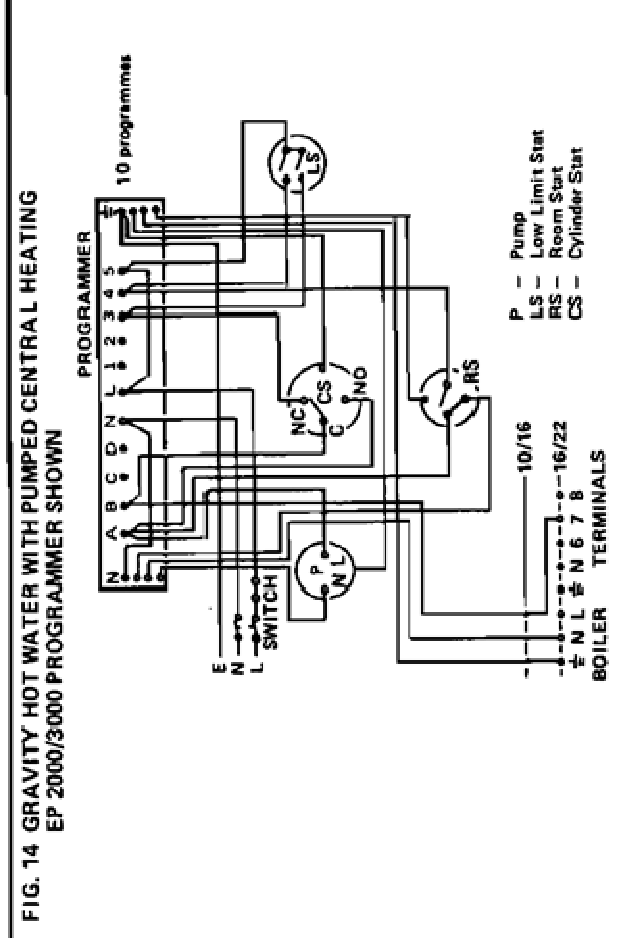 FIG. 14 GRAVITY HOT WATER WITH PUMPED CENTRAL HEATING
EP 2000/3000 PROGRAMMER SHOWN
PROGRAMMER
10 programmes
N A B C D N L 1 2 3 4 5
E
N
L
SWITCH
P
N L
NC
CS
C
NO
LS
RS
P – Pump
LS – Low Limit Stat
RS – Room Start
CS – Cylinder Stat
10/16
16/22
N L N 6 7 8
BOILER TERMINALS